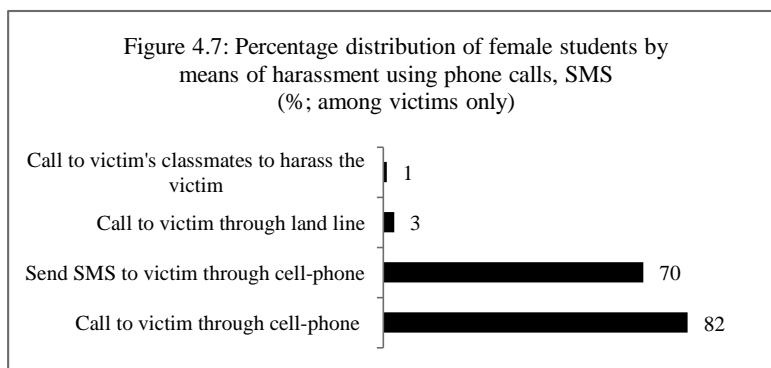 Figure 4.7: Percentage distribution of female students by
means of harassment using phone calls, SMS
(%; among victims only)
Call to victim's classmates to harass the
victim
1
Call to victim through land line
3
Send SMS to victim through cell-phone
70
Call to victim through cell-phone
82